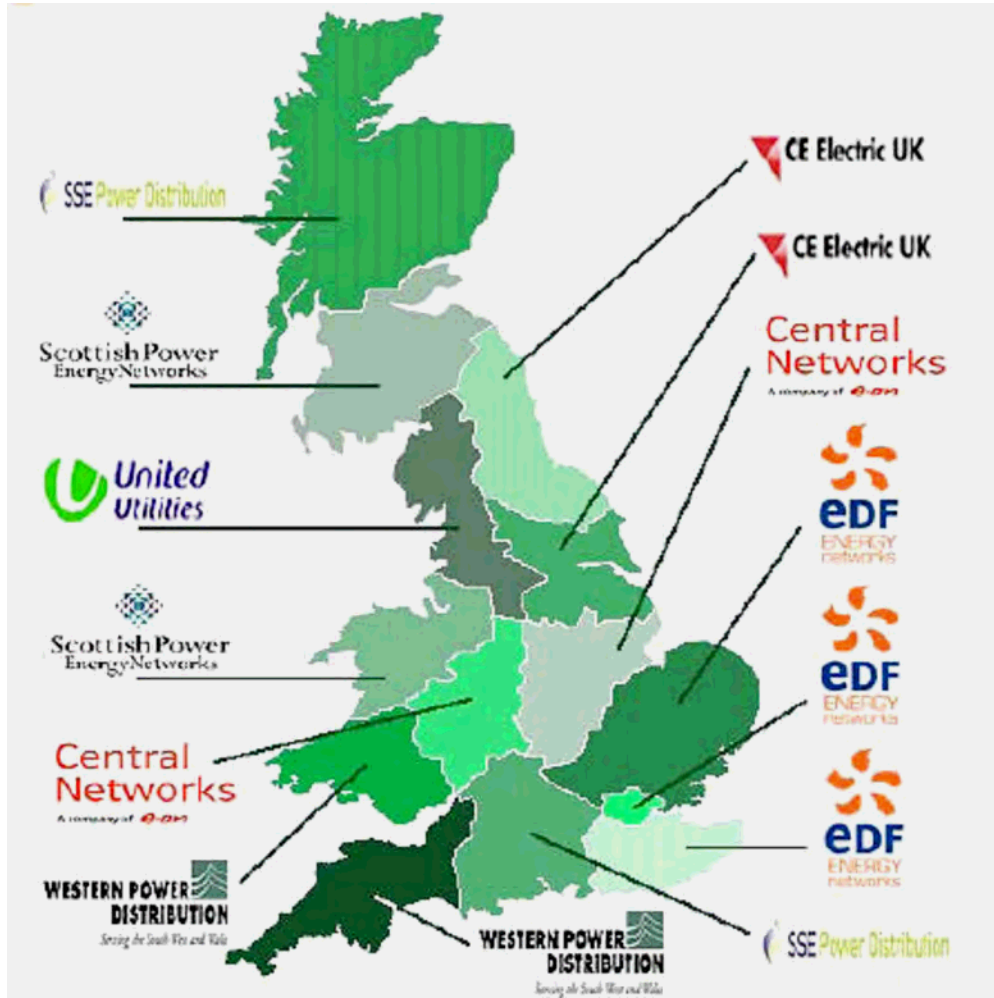 CE Electric UK
SSE Power Distribution
CE Electric UK
Scottish Power
EnergyNetworks
Central
Networks
A company of e-on
United
Utilities
eDF
ENERGY
networks
Scottish Power
EnergyNetworks
eDF
ENERGY
networks
Central
Networks
A company of e-on
eDF
ENERGY
networks
WESTERN POWER
DISTRIBUTION
Serving the South West and Wales
WESTERN POWER
DISTRIBUTION
Serving the South West and Wales
SSE Power Distribution